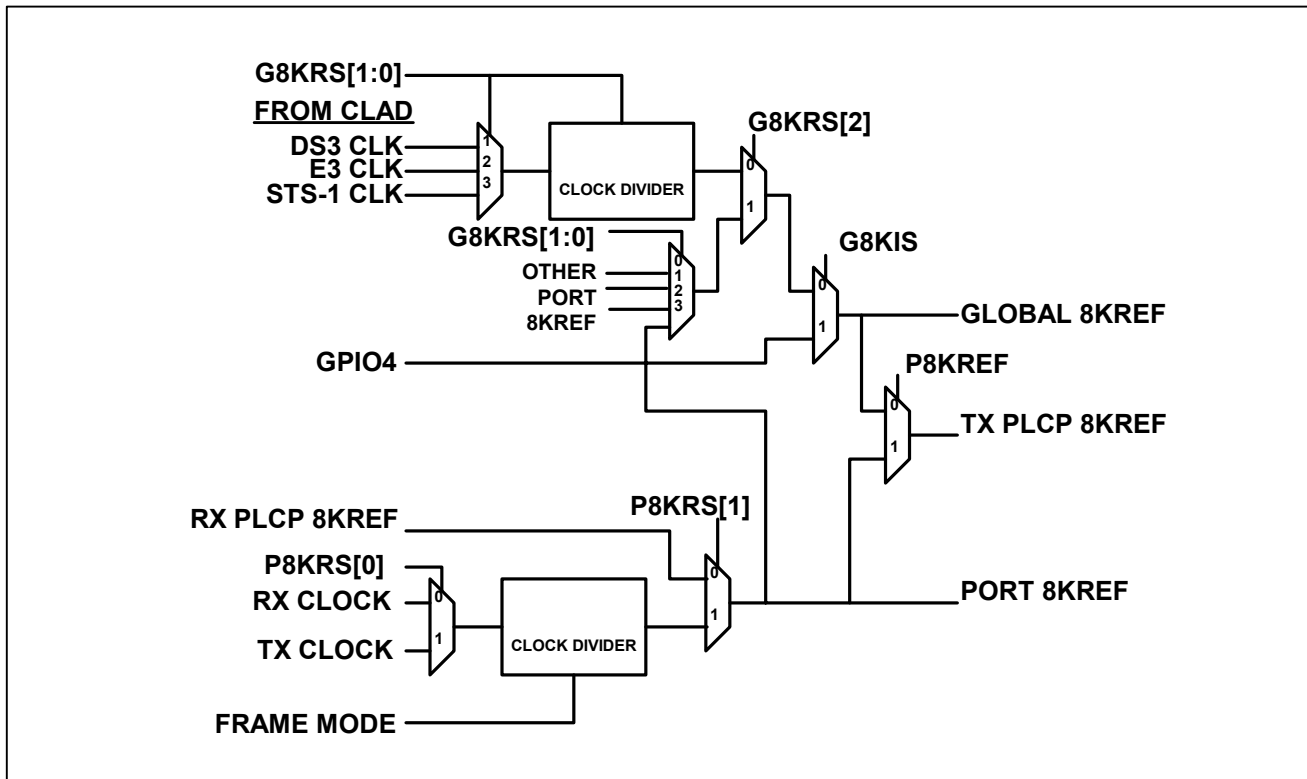 G8KRS[1:0]
FROM CLAD
DS3 CLK
E3 CLK
STS-1 CLK
1
2
3
CLOCK DIVIDER
G8KRS[2]
0
1
G8KRS[1:0]
OTHER
PORT
8KREF
0
1
2
3
G8KIS
0
1
GLOBAL 8KREF
GPIO4
P8KREF
0
1
TX PLCP 8KREF
RX PLCP 8KREF
P8KRS[1]
0
1
P8KRS[0]
RX CLOCK
TX CLOCK
0
1
CLOCK DIVIDER
PORT 8KREF
FRAME MODE